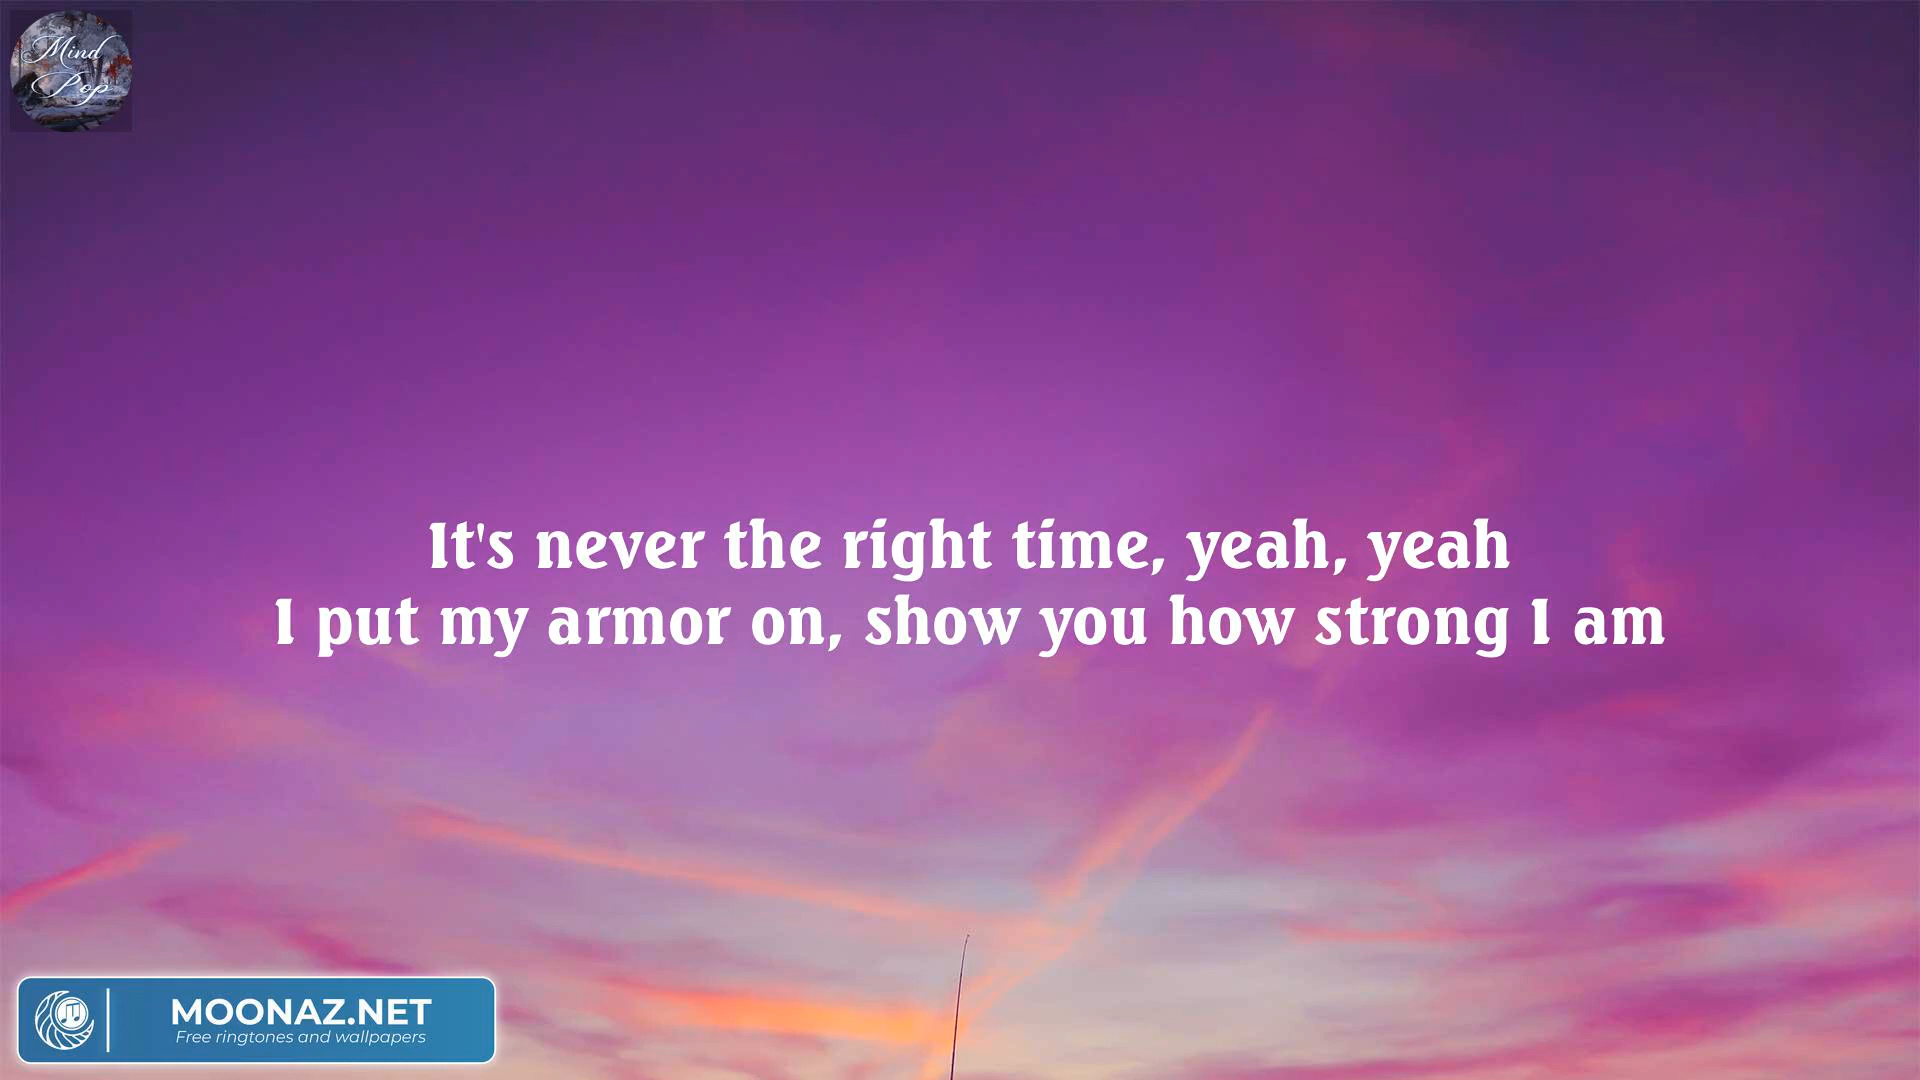 Mind
Pop
It's never the right time, yeah, yeah
I put my armor on, show you how strong I am
MOONAZ.NET
Free ringtones and wallpapers